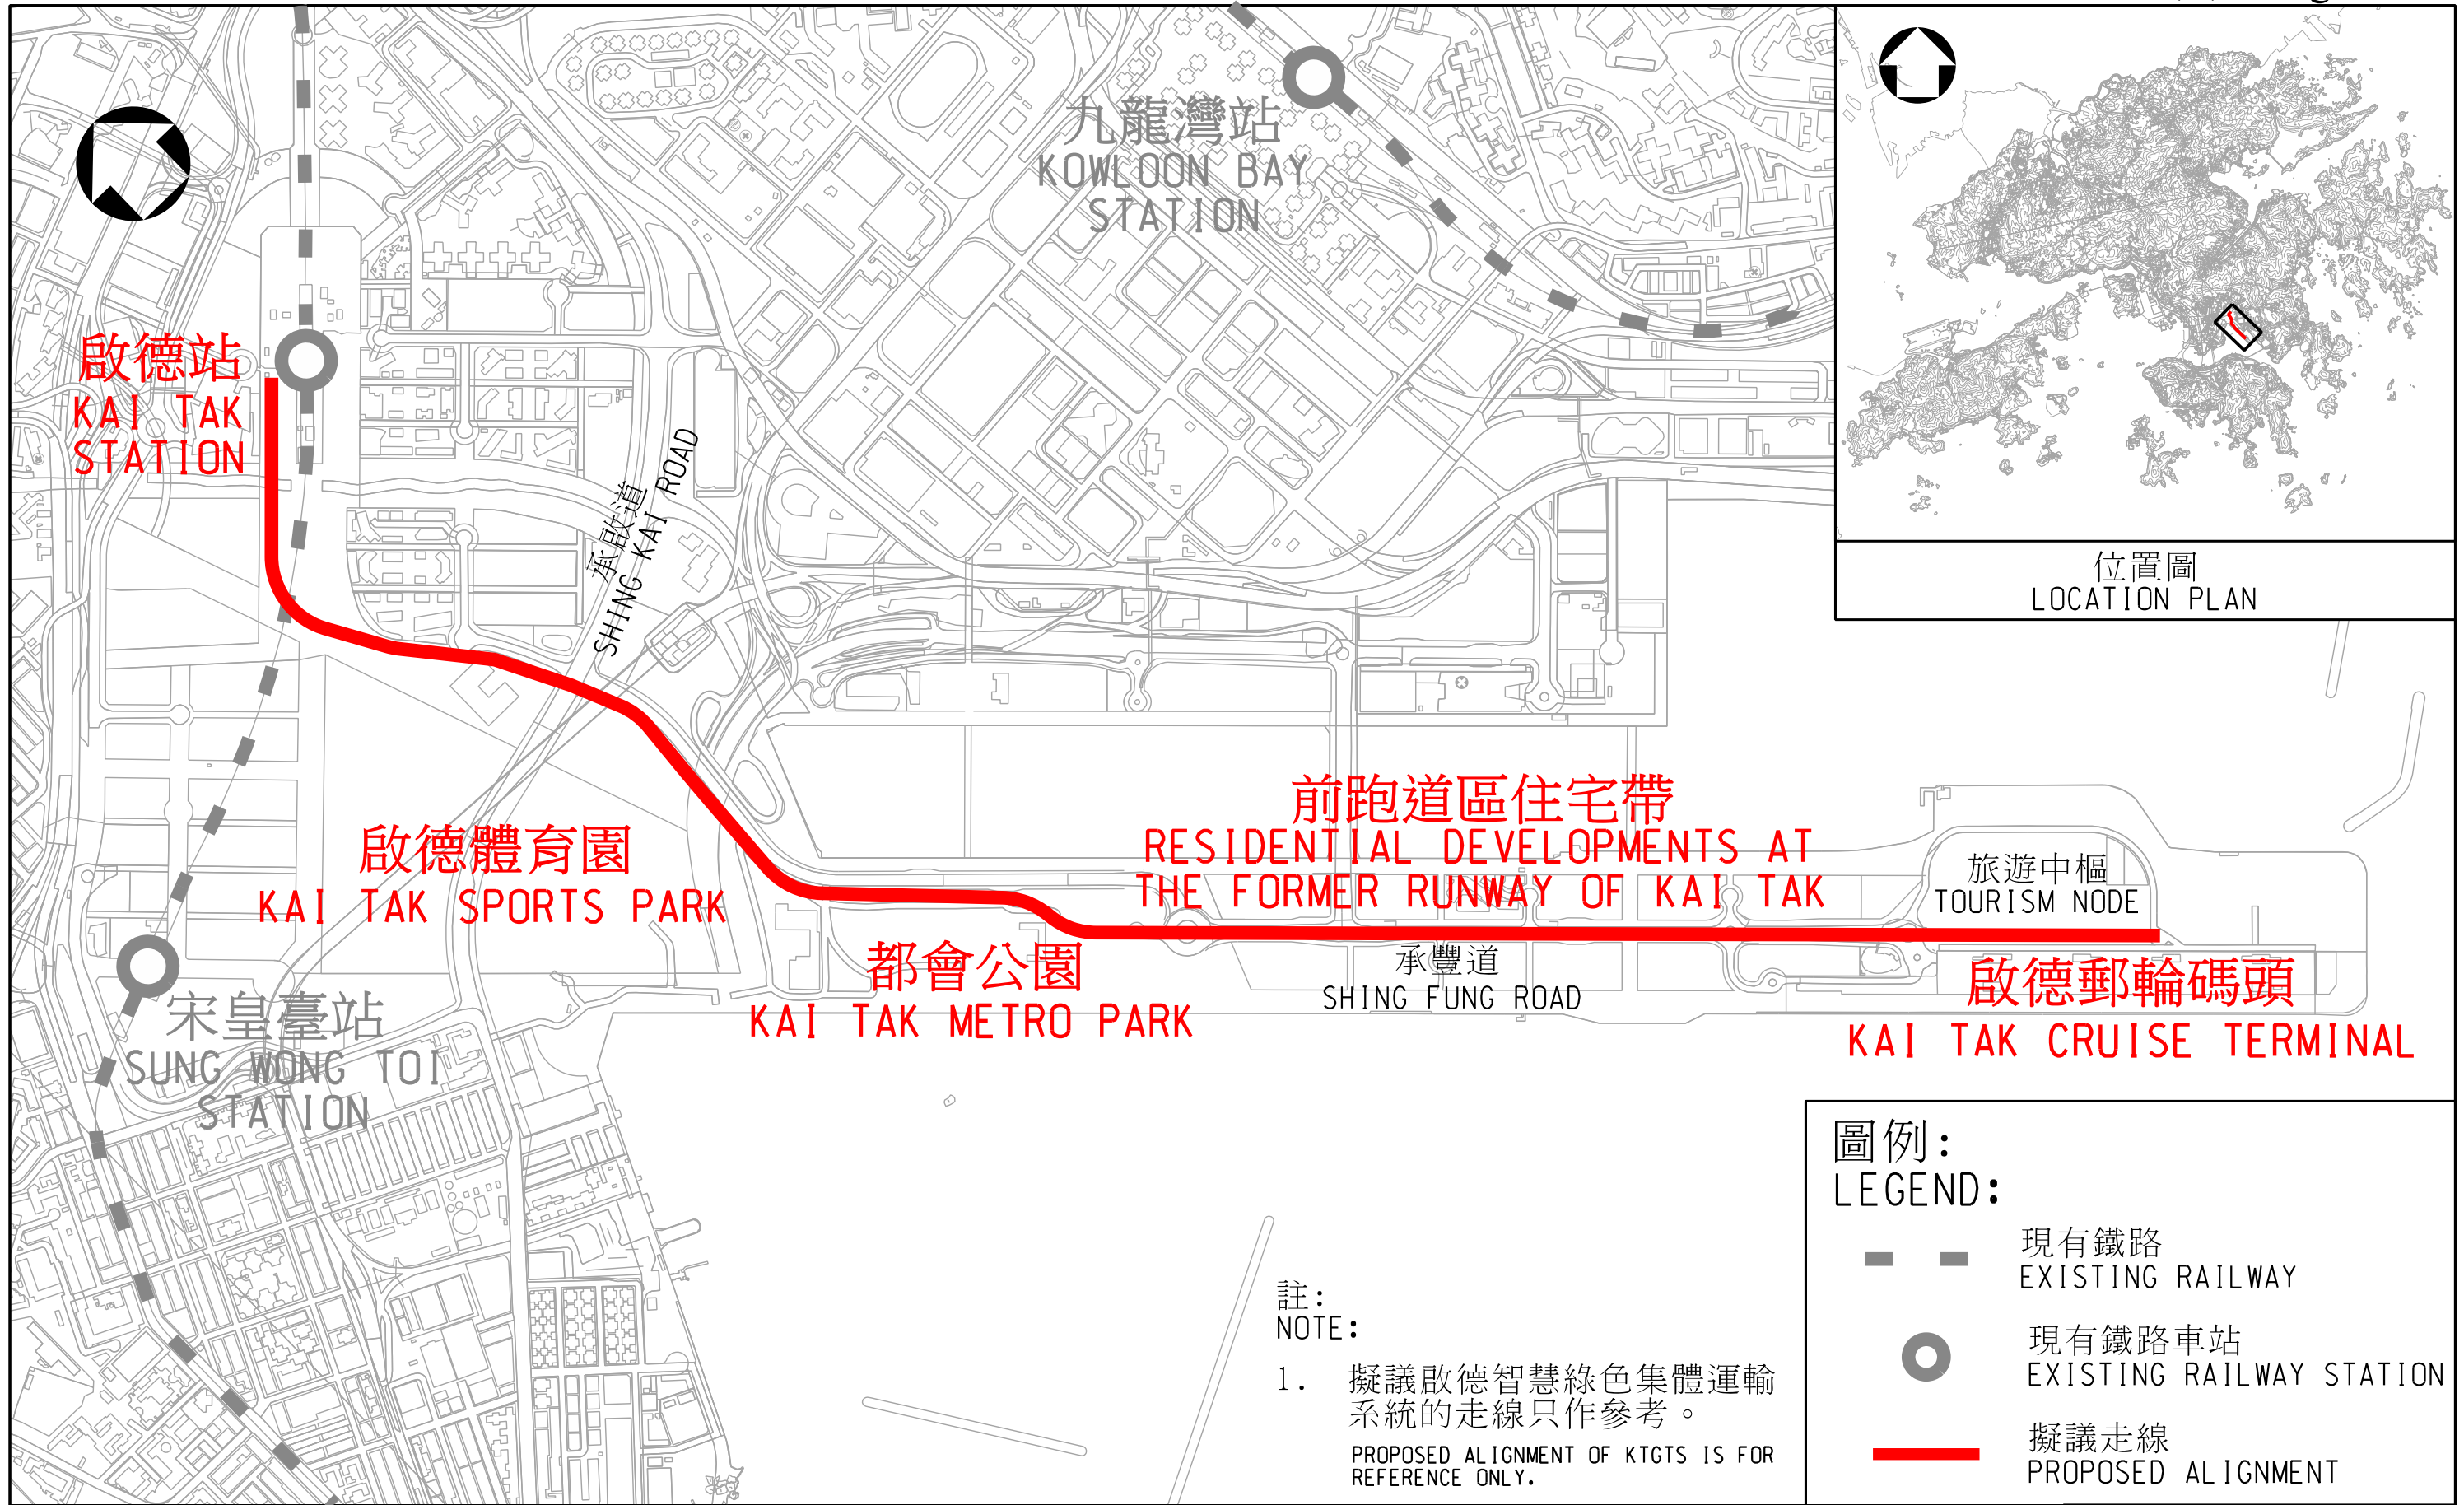 九龍灣站
KOWLOON BAY
STATION
啟德站
KAI TAK
STATION
承啟道
SHING KAI ROAD
位置圖
LOCATION PLAN
前跑道區住宅帶
RESIDENTIAL DEVELOPMENTS AT
THE FORMER RUNWAY OF KAI TAK
啟德體育園
KAI TAK SPORTS PARK
旅遊中樞
TOURISM NODE
都會公園
KAI TAK METRO PARK
承豐道
SHING FUNG ROAD
啟德郵輪碼頭
KAI TAK CRUISE TERMINAL
宋皇臺站
SUNG WONG TOI
STATION
圖例:
LEGEND:
現有鐵路
EXISTING RAILWAY
現有鐵路車站
EXISTING RAILWAY STATION
擬議走線
PROPOSED ALIGNMENT
註:
NOTE:
1. 擬議啟德智慧綠色集體運輸
系統的走線只作參考。
PROPOSED ALIGNMENT OF KTGTS IS FOR
REFERENCE ONLY.